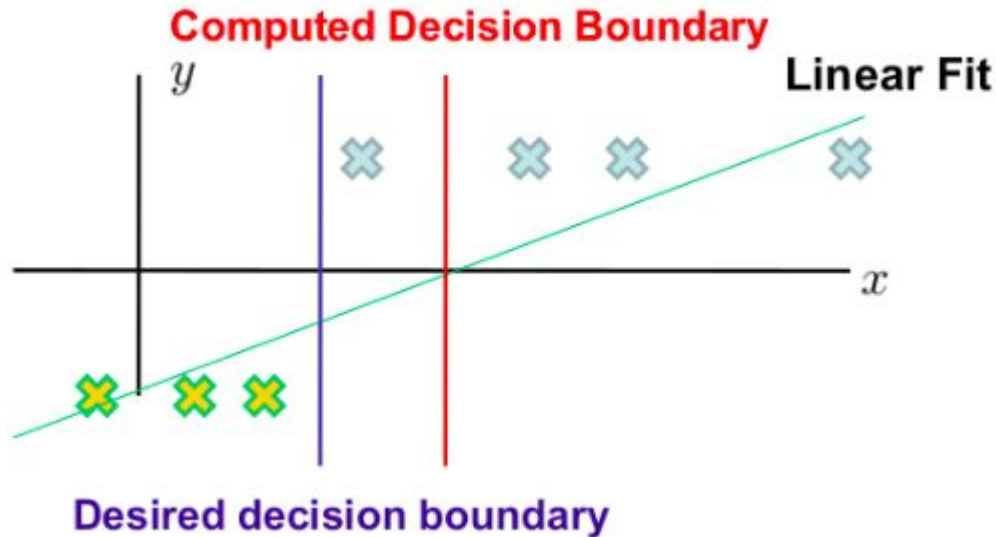 Computed Decision Boundary
y
Linear Fit
x
Desired decision boundary